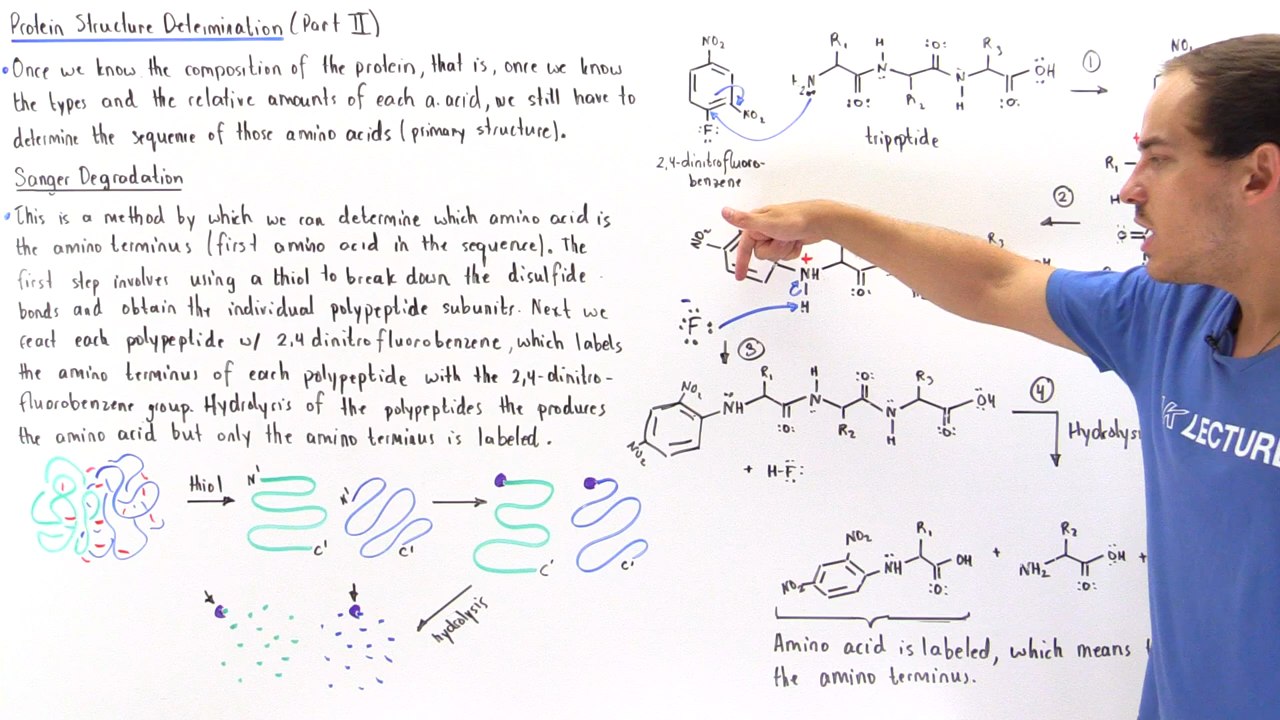 Protein Structure Determination (Part II)
• Once we know the composition of the protein, that is, once we know
the types and the relative amounts of each a. acid, we still have to
determine the sequence of those amino acids (primary structure).
Sanger Degradation
• This is a method by which we can determine which amino acid is
the amino terminus (first amino acid in the sequence). The
first step involves using a thiol to break down the disulfide
bonds and obtain the individual polypeptide subunits. Next we
react each polypeptide w/ 2,4 dinitrofluorobenzene, which labels
the amino terminus of each polypeptide with the 2,4-dinitro-
fluorobenzene group. Hydrolysis of the polypeptides the produces
the amino acid but only the amino terminus is labeled.
thiol
N'
C'
N'
C'
C'
C'
hydrolysis
NO2
NO2
:F:
2,4-dinitrofluoro-
benzene
H2N
R1
:O:
H
N
R2
:O:
N
H
R3
:O:
OH
tripeptide
1
NO2
+
R1
H
2
:O
NO2
+
NH
H
:O:
R3
OH
:F:
3
NO2
NO2
NH
R1
:O:
H
N
R2
:O:
N
H
R3
:O:
OH
+ H-F:
4
NO2
NO2
NH
R1
:O:
OH
+
NH2
R2
:O:
OH
+
Amino acid is labeled, which means
the amino terminus.
LECTURE